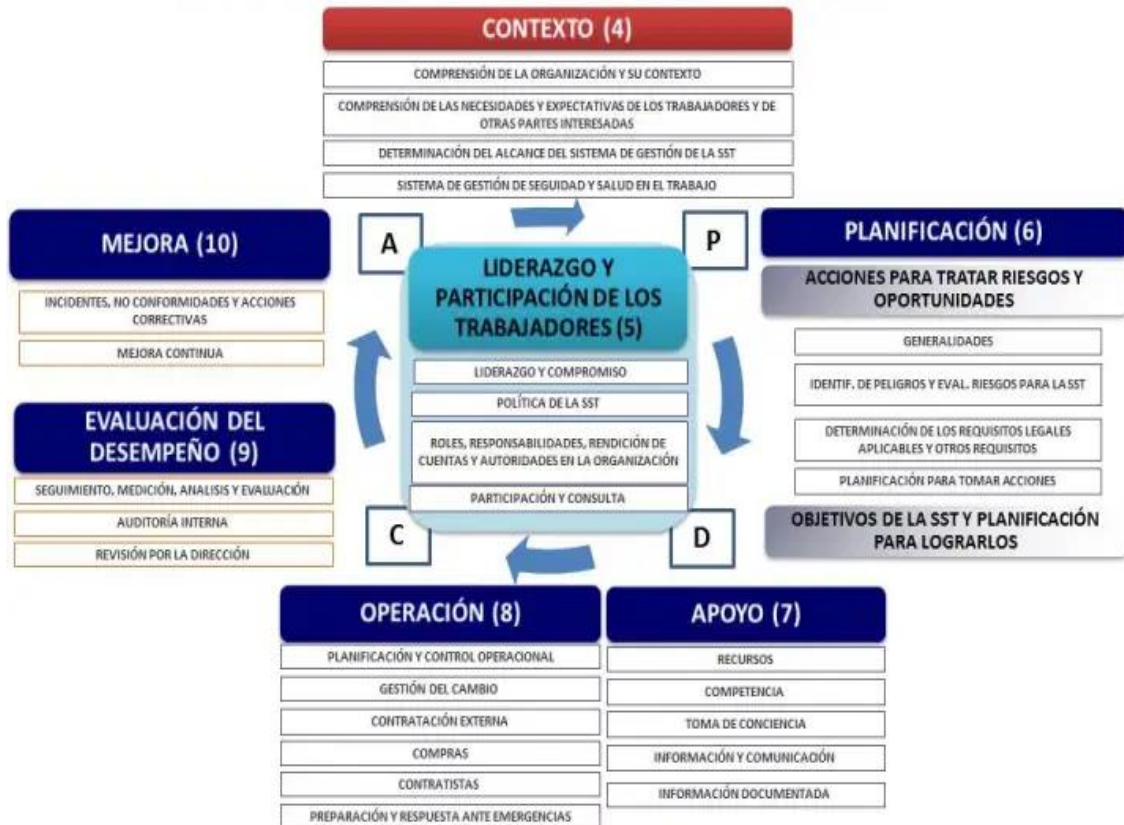 CONTEXTO (4)
COMPRENSIÓN DE LA ORGANIZACIÓN Y SU CONTEXTO
COMPRENSIÓN DE LAS NECESIDADES Y EXPECTATIVAS DE LOS TRABAJADORES Y DE
OTRAS PARTES INTERESADAS
DETERMINACIÓN DEL ALCANCE DEL SISTEMA DE GESTIÓN DE LA SST
SISTEMA DE GESTIÓN DE SEGUIDAD Y SALUD EN EL TRABAJO
A
P
MEJORA (10)
INCIDENTES, NO CONFORMIDADES Y ACCIONES
CORRECTIVAS
MEJORA CONTINUA
LIDERAZGO Y
PARTICIPACIÓN DE LOS
TRABAJADORES (5)
LIDERAZGO Y COMPROMISO
POLÍTICA DE LA SST
ROLES, RESPONSABILIDADES, RENDICIÓN DE
CUENTAS Y AUTORIDADES EN LA ORGANIZACIÓN
PARTICIPACIÓN Y CONSULTA
PLANIFICACIÓN (6)
ACCIONES PARA TRATAR RIESGOS Y
OPORTUNIDADES
GENERALIDADES
IDENTIF. DE PELIGROS Y EVAL. RIESGOS PARA LA SST
DETERMINACIÓN DE LOS REQUISITOS LEGALES
APLICABLES Y OTROS REQUISITOS
PLANIFICACIÓN PARA TOMAR ACCIONES
OBJETIVOS DE LA SST Y PLANIFICACIÓN
PARA LOGRARLOS
EVALUACIÓN DEL
DESEMPEÑO (9)
SEGUIMIENTO, MEDICIÓN, ANALISIS Y EVALUACIÓN
AUDITORÍA INTERNA
REVISIÓN POR LA DIRECCIÓN
C
D
OPERACIÓN (8)
PLANIFICACIÓN Y CONTROL OPERACIONAL
GESTIÓN DEL CAMBIO
CONTRATACIÓN EXTERNA
COMPRAS
CONTRATISTAS
PREPARACIÓN Y RESPUESTA ANTE EMERGENCIAS
APOYO (7)
RECURSOS
COMPETENCIA
TOMA DE CONCIENCIA
INFORMACIÓN Y COMUNICACIÓN
INFORMACIÓN DOCUMENTADA